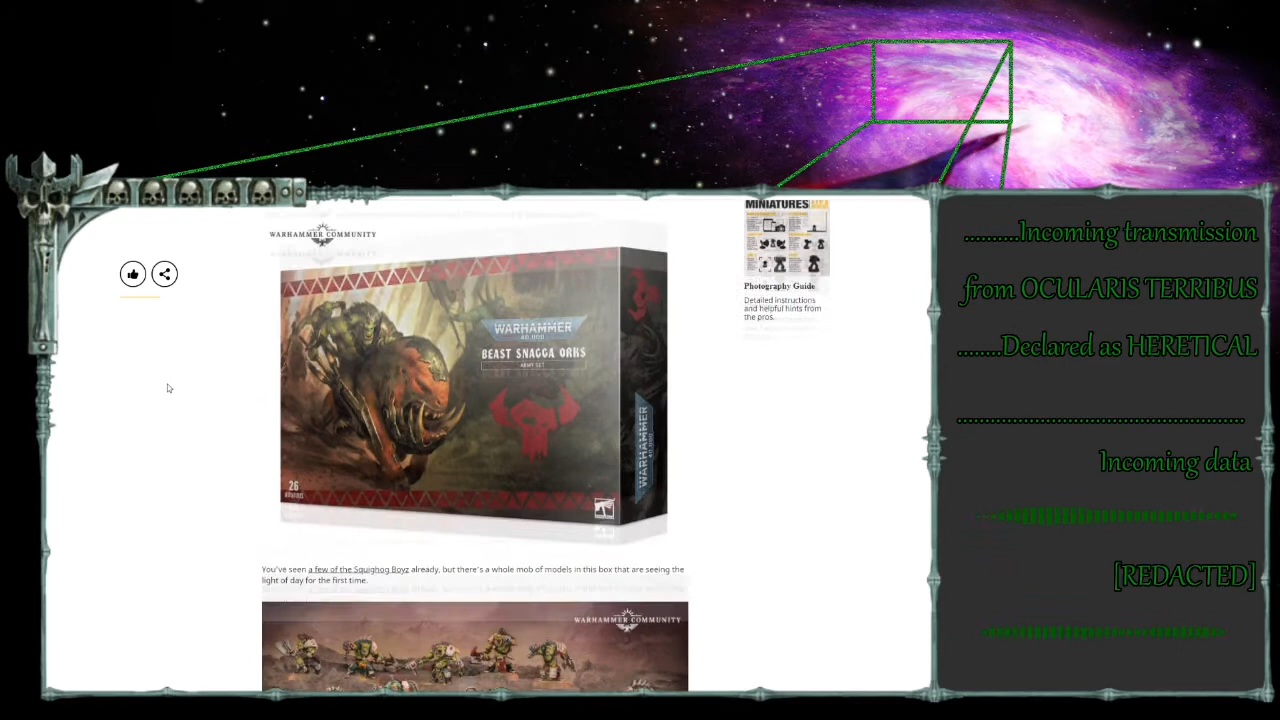 WARHAMMER COMMUNITY
WARHAMMER
40,000
BEAST SNAGGA ORKS
ARMY SET
WARHAMMER
26
You've seen a few of the Squighog Boyz already, but there's a whole mob of models in this box that are seeing the
light of day for the first time.
WARHAMMER COMMUNITY
MINIATURES
Photography Guide
Detailed instructions
and helpful hints from
the pros.
..........Incoming transmission
from OCULARIS TERRIBUS
........Declared as HERETICAL
Incoming data
[REDACTED]